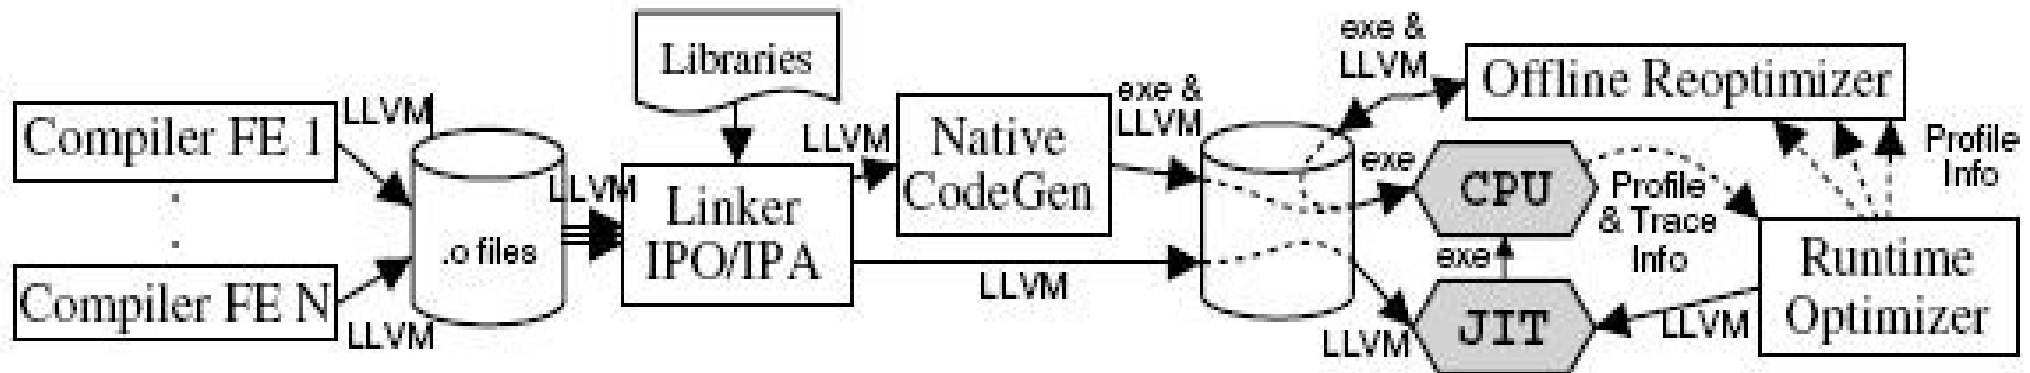 Compiler FE 1
LLVM
.
.
Compiler FE N
LLVM
.o files
LLVM
Libraries
Linker
IPO/IPA
LLVM
Native
CodeGen
exe &
LLVM
LLVM
exe &
LLVM
Offline Reoptimizer
exe
CPU
exe
LLVM
JIT
Profile
& Trace
Info
LLVM
Profile
Info
Runtime
Optimizer